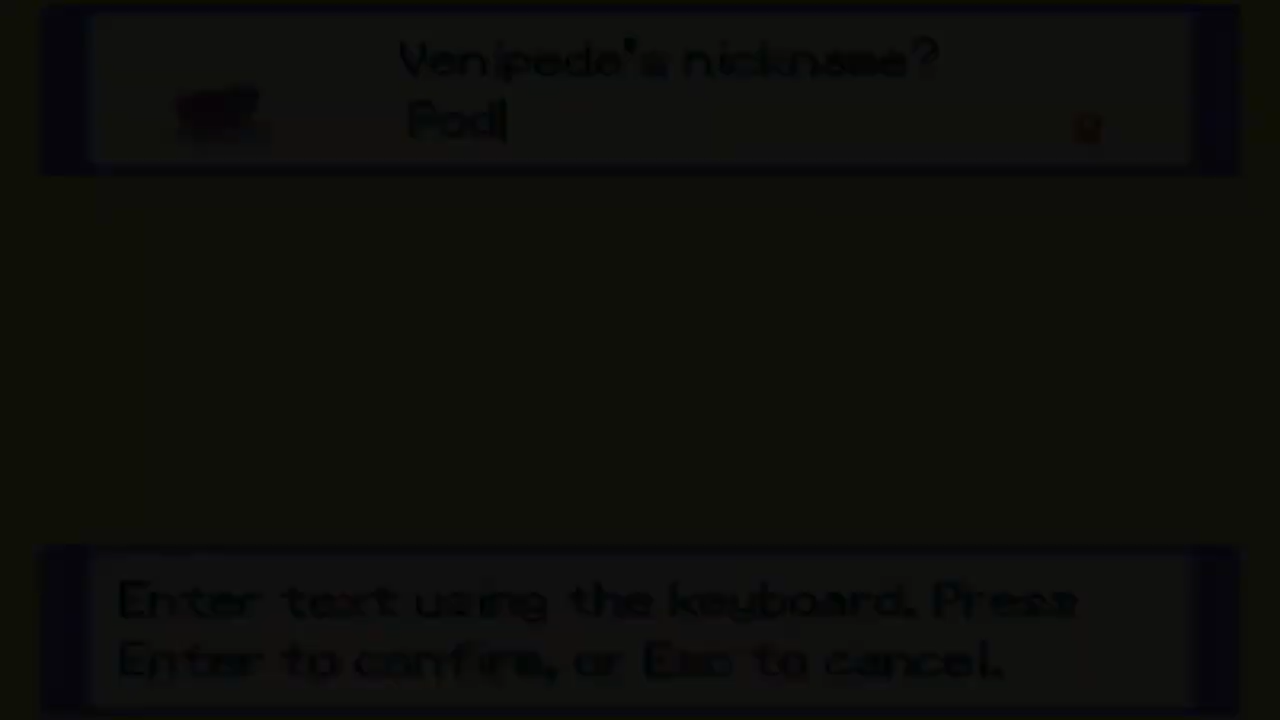 Venipede's nickname?
Pod
Enter text using the keyboard. Press
Enter to confirm, or Esc to cancel.